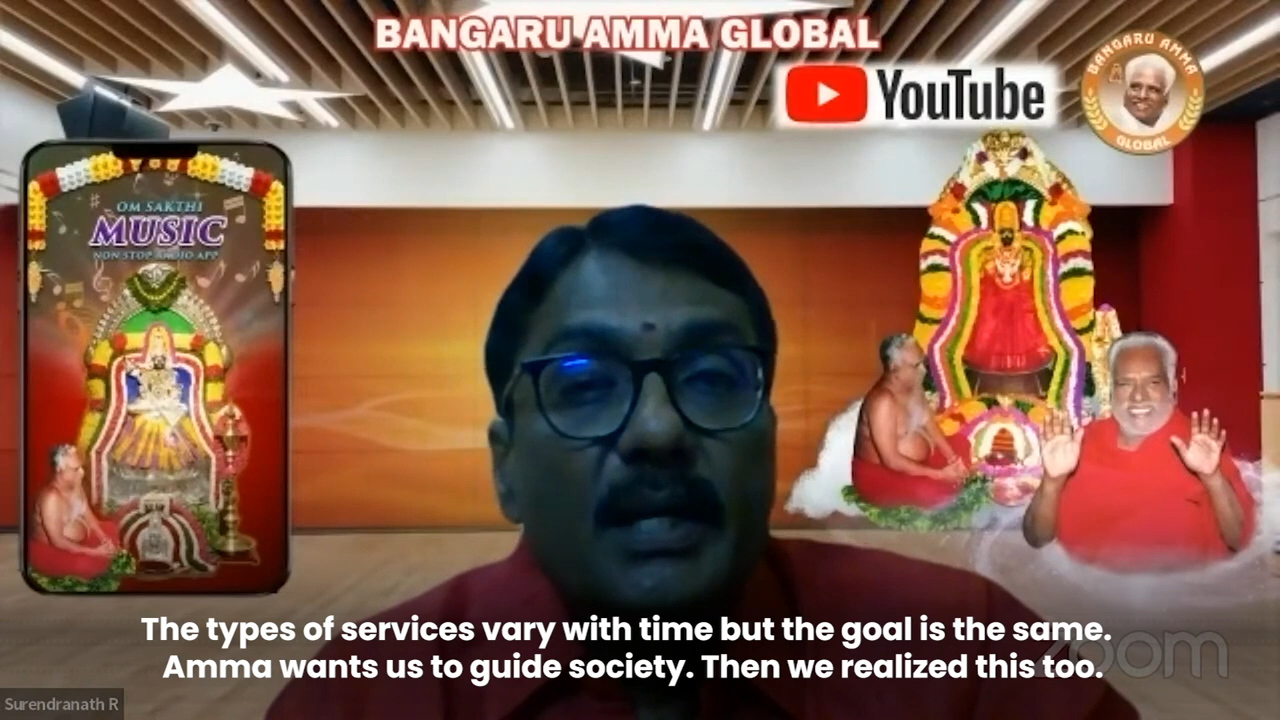 BANGARU AMMA GLOBAL
YouTube
BANGARU AMMA
GLOBAL
OM SAKTHI
MUSIC
NON STOP RADIO APP
The types of services vary with time but the goal is the same.
Amma wants us to guide society. Then we realized this too.
zoom
Surendranath R